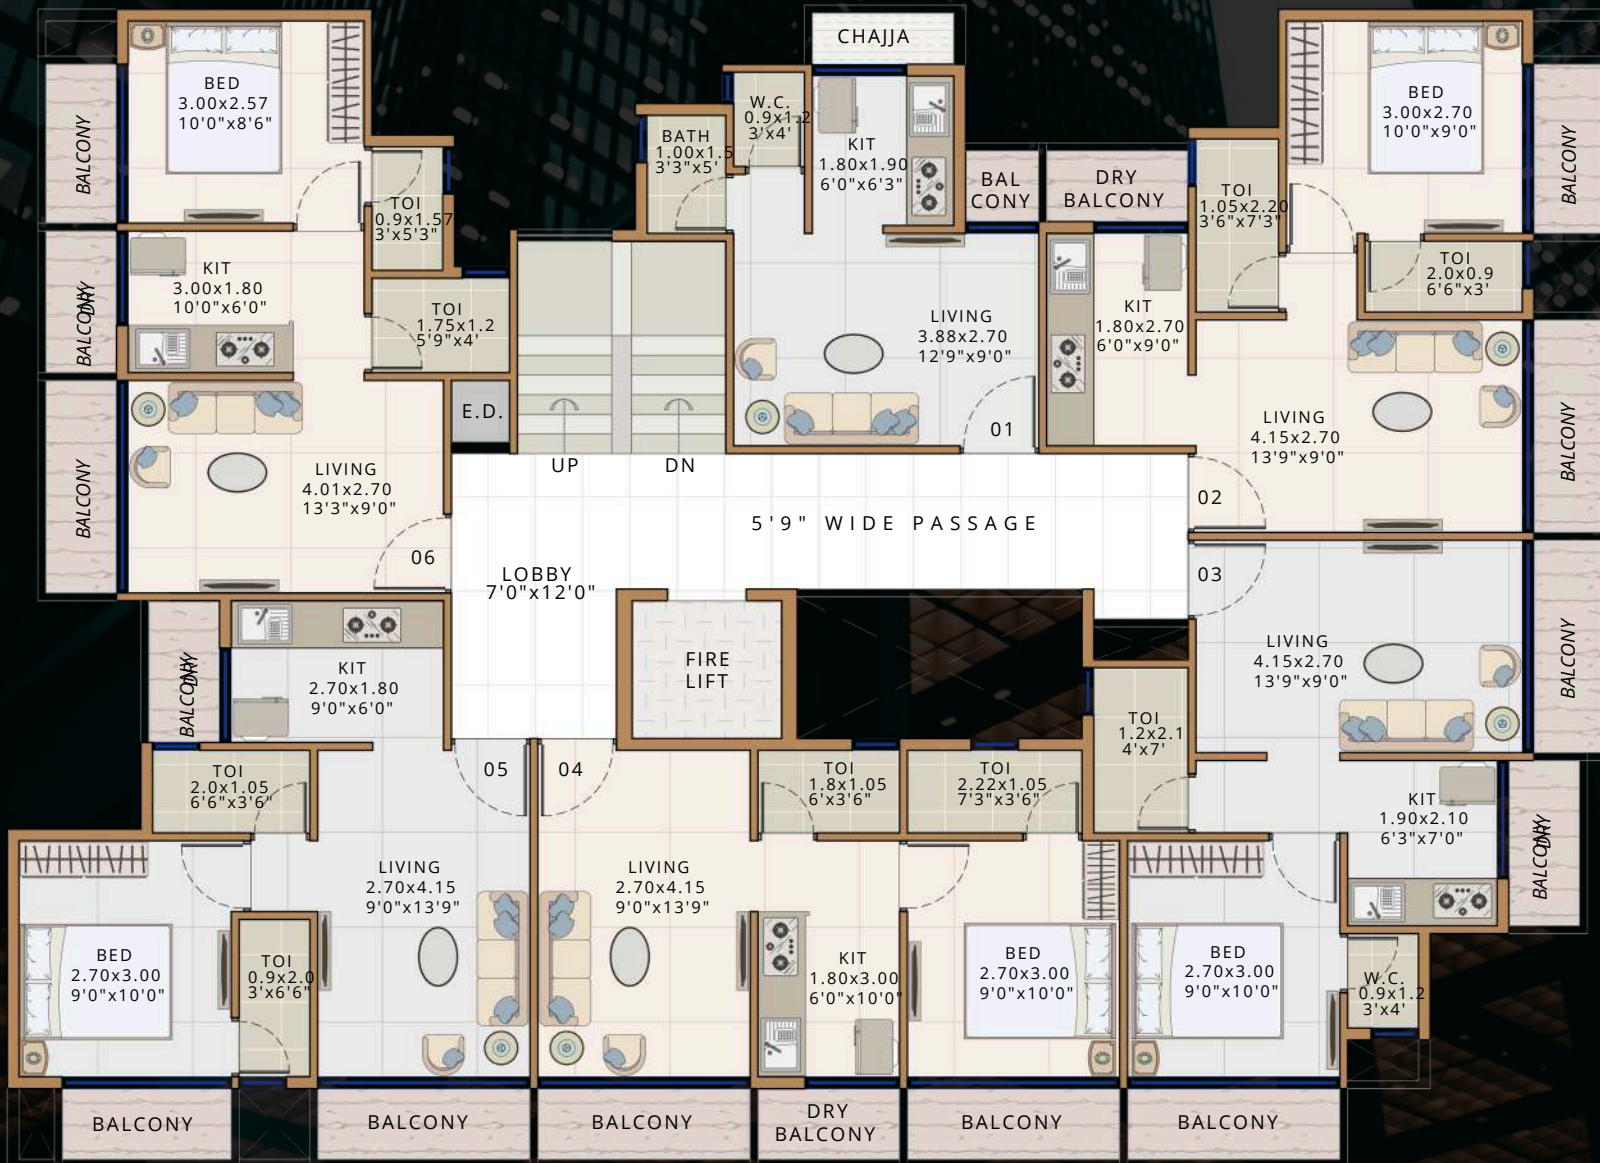 CHAJJA
BED
3.00x2.57
10'0"x8'6"
BALCONY
TOI
0.9x1.57
3'x5'3"
KIT
3.00x1.80
10'0"x6'0"
DRY
BALCONY
TOI
1.75x1.2
5'9"x4'
E.D.
LIVING
4.01x2.70
13'3"x9'0"
BALCONY
06
UP
DN
BATH
1.00x1.5
3'3"x5'
W.C.
0.9x1.2
3'x4'
KIT
1.80x1.90
6'0"x6'3"
BAL
CONY
DRY
BALCONY
LIVING
3.88x2.70
12'9"x9'0"
01
KIT
1.80x2.70
6'0"x9'0"
TOI
1.05x2.20
3'6"x7'3"
BED
3.00x2.70
10'0"x9'0"
BALCONY
TOI
2.0x0.9
6'6"x3'
LIVING
4.15x2.70
13'9"x9'0"
BALCONY
02
5'9" WIDE PASSAGE
LOBBY
7'0"x12'0"
FIRE
LIFT
03
LIVING
4.15x2.70
13'9"x9'0"
BALCONY
TOI
1.2x2.1
4'x7'
KIT
1.90x2.10
6'3"x7'0"
DRY
BALCONY
DRY
BALCONY
KIT
2.70x1.80
9'0"x6'0"
TOI
2.0x1.05
6'6"x3'6"
05
04
TOI
1.8x1.05
6'x3'6"
TOI
2.22x1.05
7'3"x3'6"
LIVING
2.70x4.15
9'0"x13'9"
LIVING
2.70x4.15
9'0"x13'9"
BED
2.70x3.00
9'0"x10'0"
TOI
0.9x2.0
3'x6'6"
KIT
1.80x3.00
6'0"x10'0"
BED
2.70x3.00
9'0"x10'0"
BED
2.70x3.00
9'0"x10'0"
W.C.
0.9x1.2
3'x4'
BALCONY
BALCONY
BALCONY
DRY
BALCONY
BALCONY
BALCONY